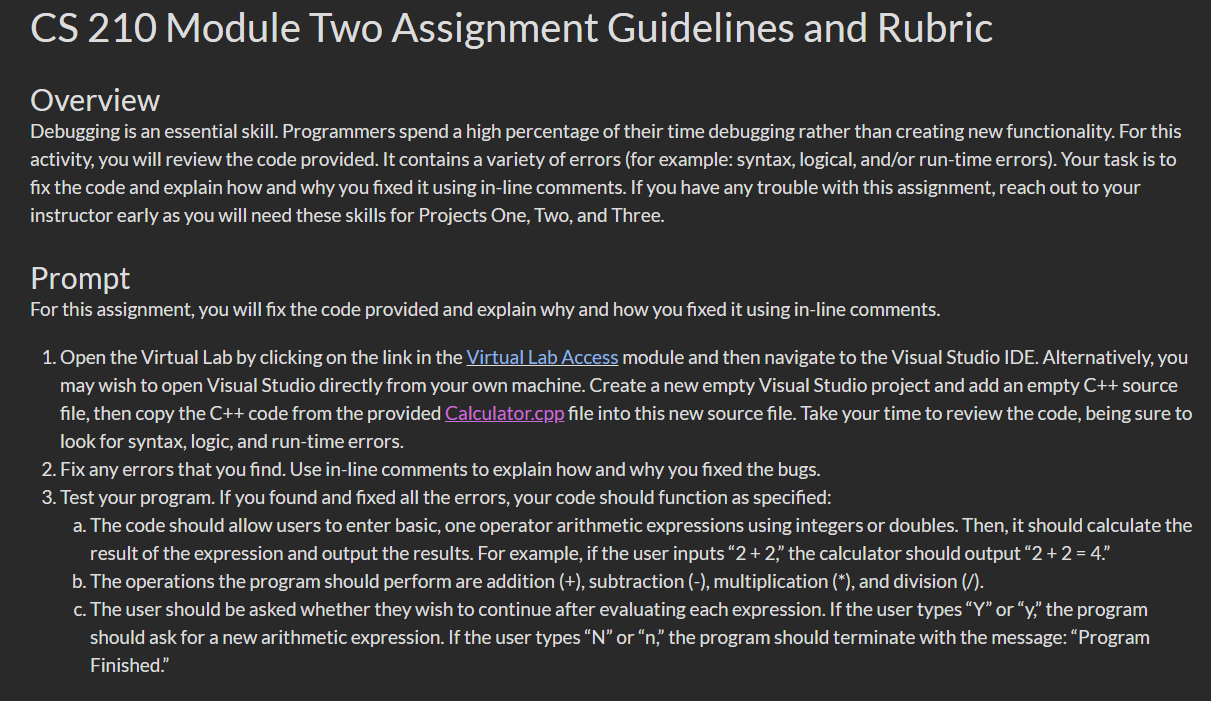 CS 210 Module Two Assignment Guidelines and Rubric
Overview
Debugging is an essential skill. Programmers spend a high percentage of their time debugging rather than creating new functionality. For this
activity, you will review the code provided. It contains a variety of errors (for example: syntax, logical, and/or run-time errors). Your task is to
fix the code and explain how and why you fixed it using in-line comments. If you have any trouble with this assignment, reach out to your
instructor early as you will need these skills for Projects One, Two, and Three.
Prompt
For this assignment, you will fix the code provided and explain why and how you fixed it using in-line comments.
1. Open the Virtual Lab by clicking on the link in the Virtual Lab Access module and then navigate to the Visual Studio IDE. Alternatively, you
may wish to open Visual Studio directly from your own machine. Create a new empty Visual Studio project and add an empty C++ source
file, then copy the C++ code from the provided Calculator.cpp file into this new source file. Take your time to review the code, being sure to
look for syntax, logic, and run-time errors.
2. Fix any errors that you find. Use in-line comments to explain how and why you fixed the bugs.
3. Test your program. If you found and fixed all the errors, your code should function as specified:
a. The code should allow users to enter basic, one operator arithmetic expressions using integers or doubles. Then, it should calculate the
result of the expression and output the results. For example, if the user inputs “2 + 2,” the calculator should output “2 + 2 = 4.”
b. The operations the program should perform are addition (+), subtraction (-), multiplication (*), and division (/).
c. The user should be asked whether they wish to continue after evaluating each expression. If the user types “Y” or “y,” the program
should ask for a new arithmetic expression. If the user types “N” or “n,” the program should terminate with the message: “Program
Finished.”